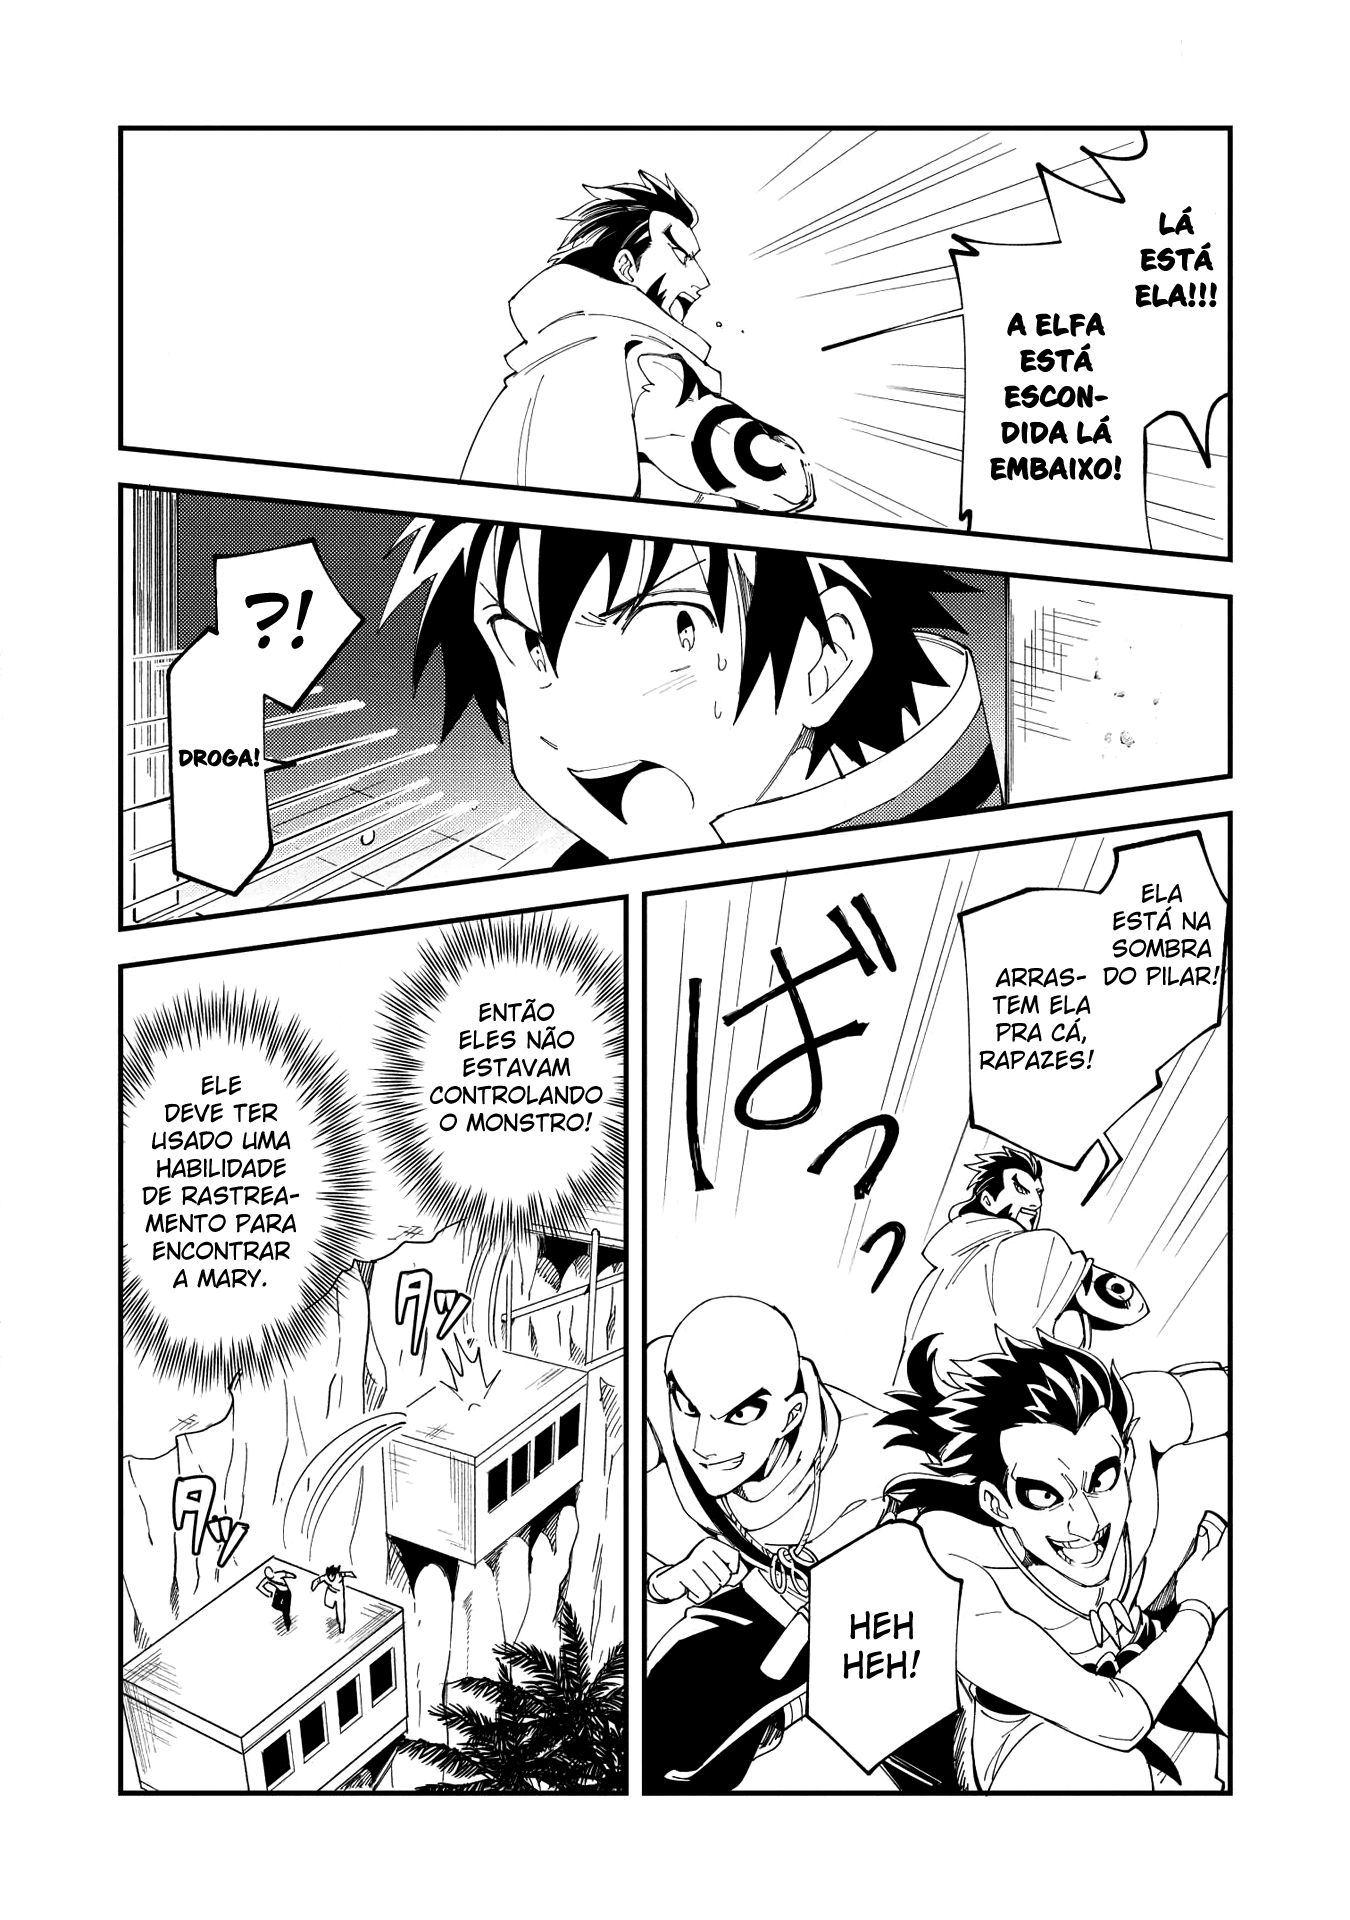 LÁ
ESTÁ
ELA!!!
A ELFA
ESTÁ
ESCON-
DIDA LÁ
EMBAIXO!
?!
DROGA!
ELA
ESTÁ NA
SOMBRA
DO PILAR!
ARRAS-
TEM ELA
PRA CÁ,
RAPAZES!
ばっ
HEH
HEH!
ENTÃO
ELES NÃO
ESTAVAM
CONTROLANDO
O MONSTRO!
ELE
DEVE TER
USADO UMA
HABILIDADE
DE RASTREA-
MENTO PARA
ENCONTRAR
A MARY.
タッ
タッ